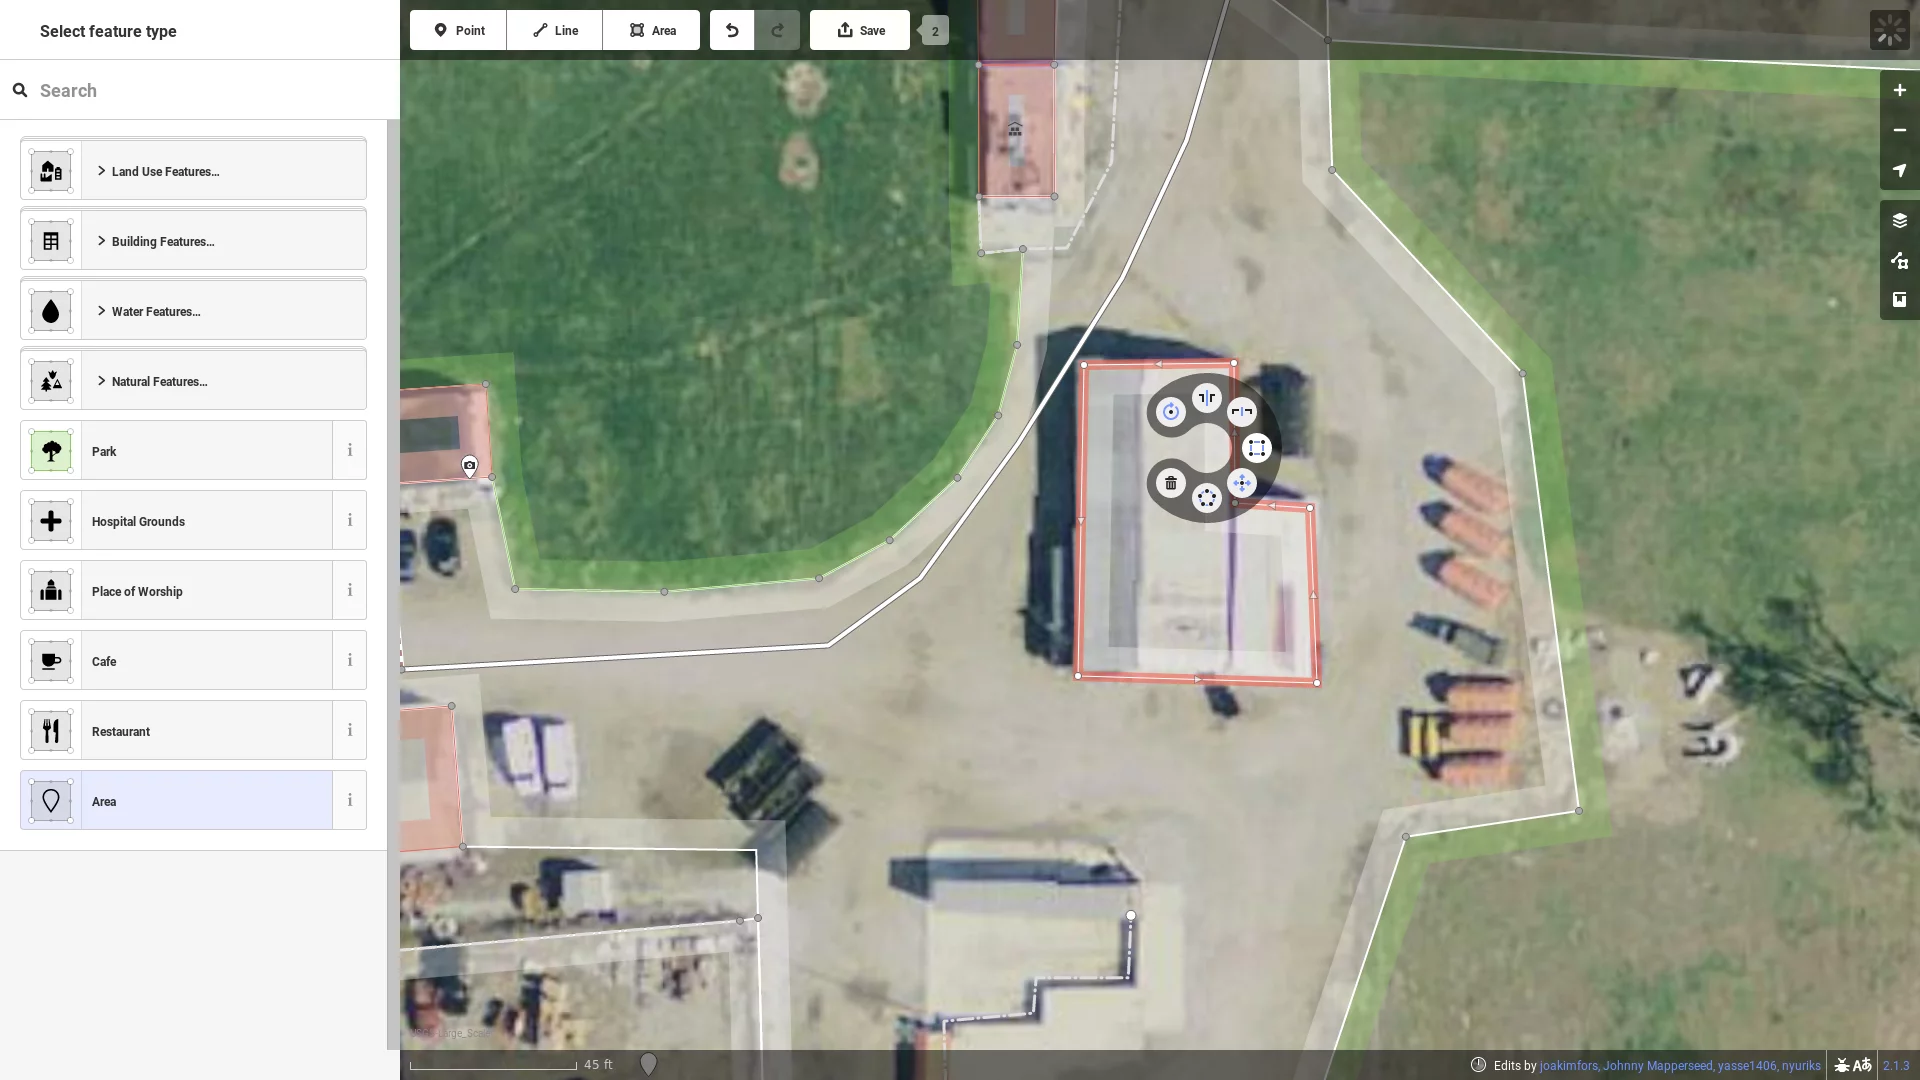 Select feature type
Search
Land Use Features…
Building Features…
Water Features…
Natural Features…
Park
Hospital Grounds
Place of Worship
Cafe
Restaurant
Area
Point
Line
Area
Save
2
45 ft
Edits by joakimfors, Johnny Mapperseed, yasse1406, nyuriks
2.1.3